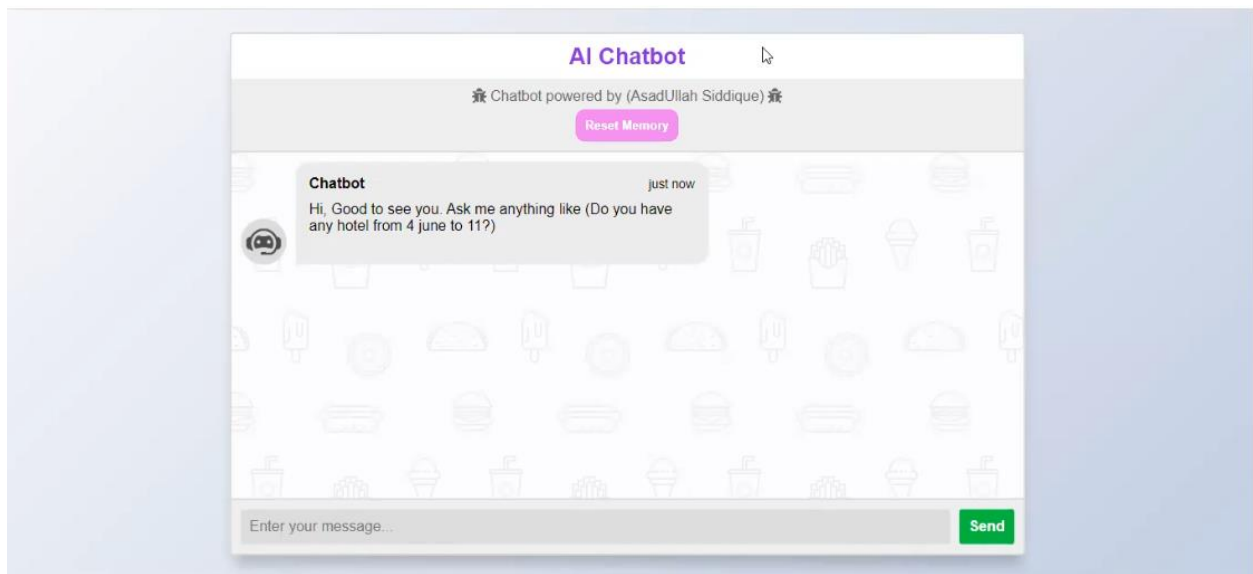 AI Chatbot
Chatbot powered by (AsadUllah Siddique)
Reset Memory
Chatbot just now
Hi, Good to see you. Ask me anything like (Do you have
any hotel from 4 june to 11?)
Enter your message... Send